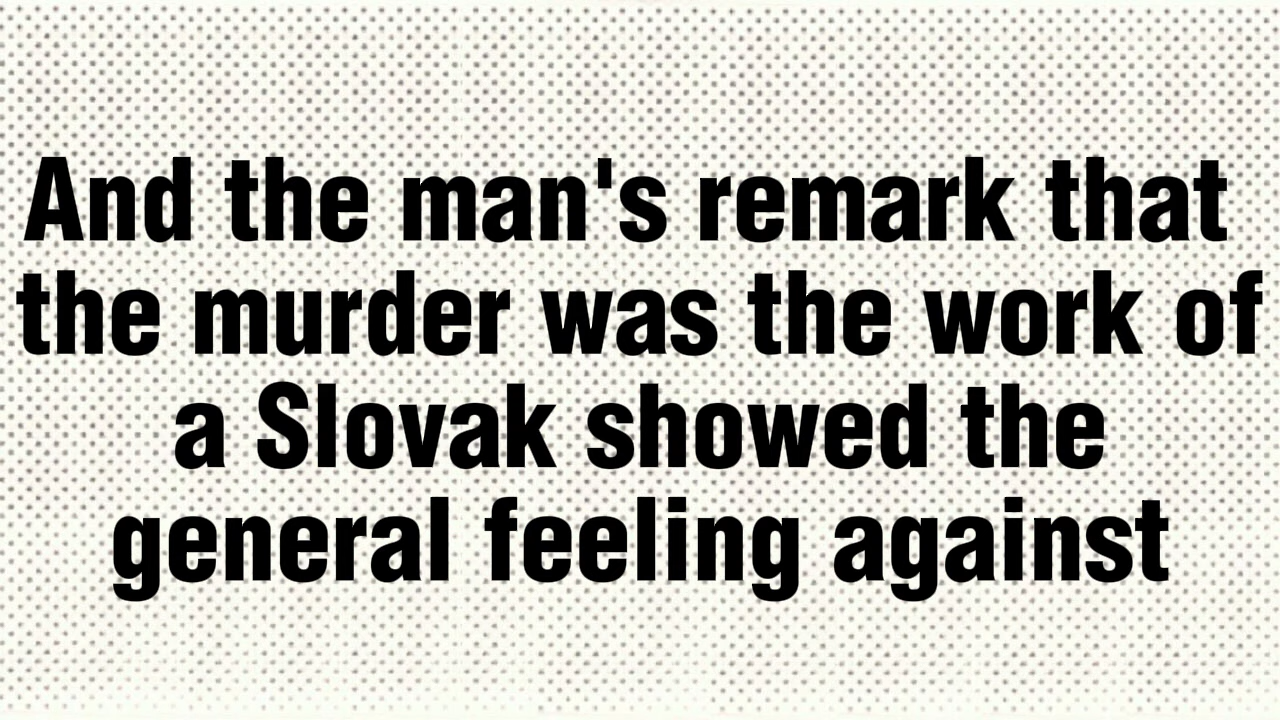 And the man's remark that
the murder was the work of
a Slovak showed the
general feeling against